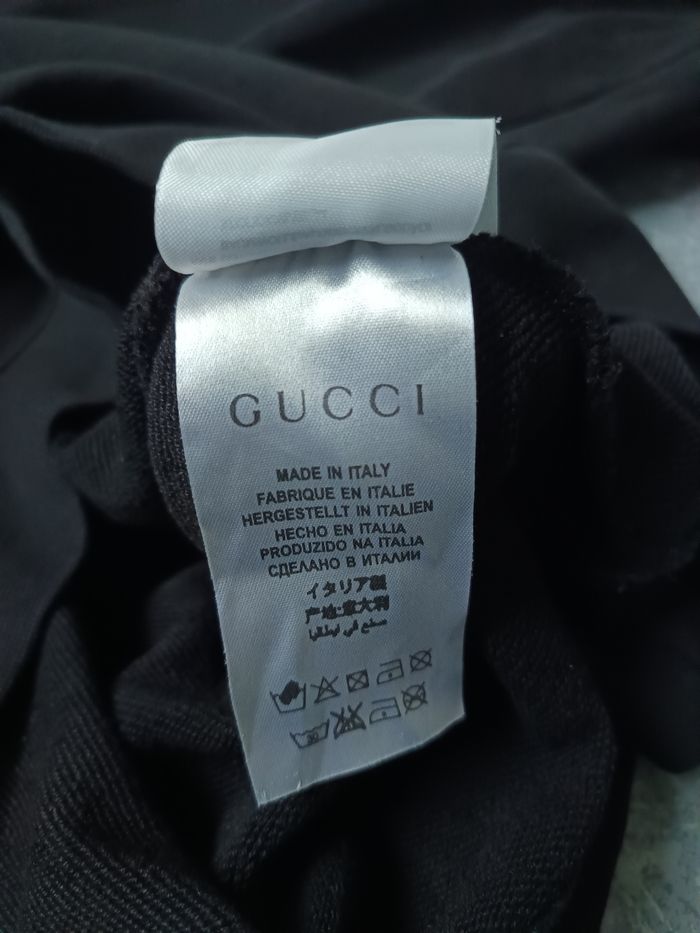 GUCCI
MADE IN ITALY
FABRIQUE EN ITALIE
HERGESTELLT IN ITALIEN
HECHO EN ITALIA
PRODUZIDO NA ITALIA
СДЕЛАНО В ИТАЛИИ
イタリア製
产地:意大利
صنع في ايطاليا
30